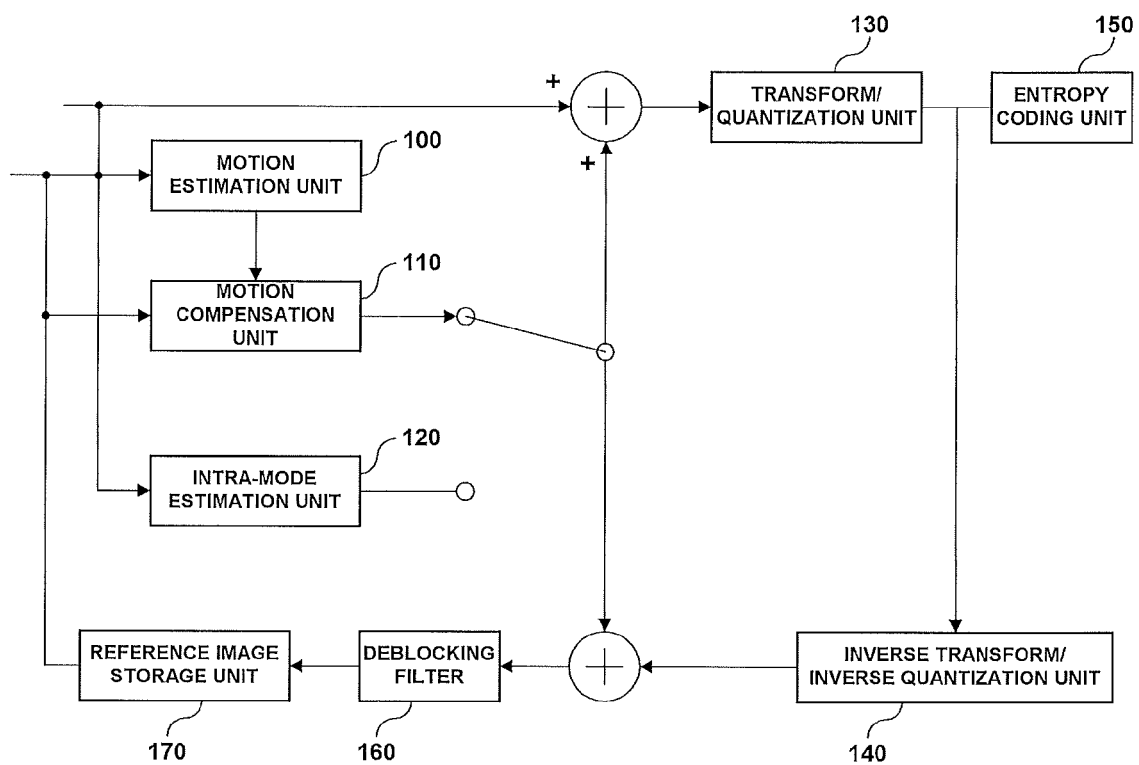 130
150
+
TRANSFORM/
QUANTIZATION UNIT
ENTROPY
CODING UNIT
100
+
MOTION
ESTIMATION UNIT
110
MOTION
COMPENSATION
UNIT
120
INTRA-MODE
ESTIMATION UNIT
REFERENCE IMAGE
STORAGE UNIT
DEBLOCKING
FILTER
INVERSE TRANSFORM/
INVERSE QUANTIZATION UNIT
170
160
140